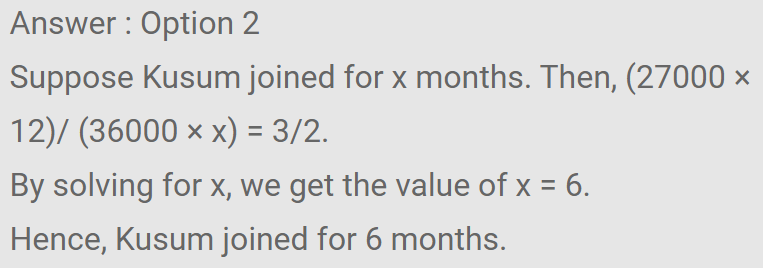 Answer : Option 2
Suppose Kusum joined for x months. Then, (27000 ×
12)/ (36000 × x) = 3/2.
By solving for x, we get the value of x = 6.
Hence, Kusum joined for 6 months.